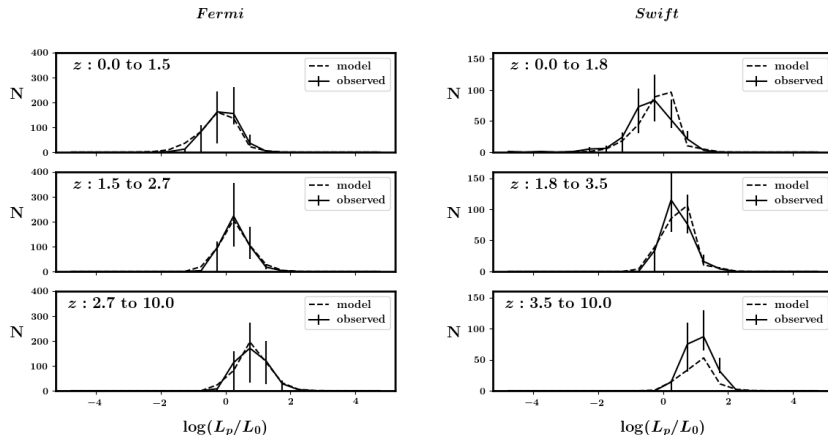 Fermi
Swift
400
300
200
100
0
N
z : 0.0 to 1.5
model
observed
150
100
50
0
N
z : 0.0 to 1.8
model
observed
400
300
200
100
0
N
z : 1.5 to 2.7
model
observed
150
100
50
0
N
z : 1.8 to 3.5
model
observed
400
300
200
100
0
N
z : 2.7 to 10.0
model
observed
−4 −2 0 2 4
log(Lₚ/L₀)
150
100
50
0
N
z : 3.5 to 10.0
model
observed
−4 −2 0 2 4
log(Lₚ/L₀)